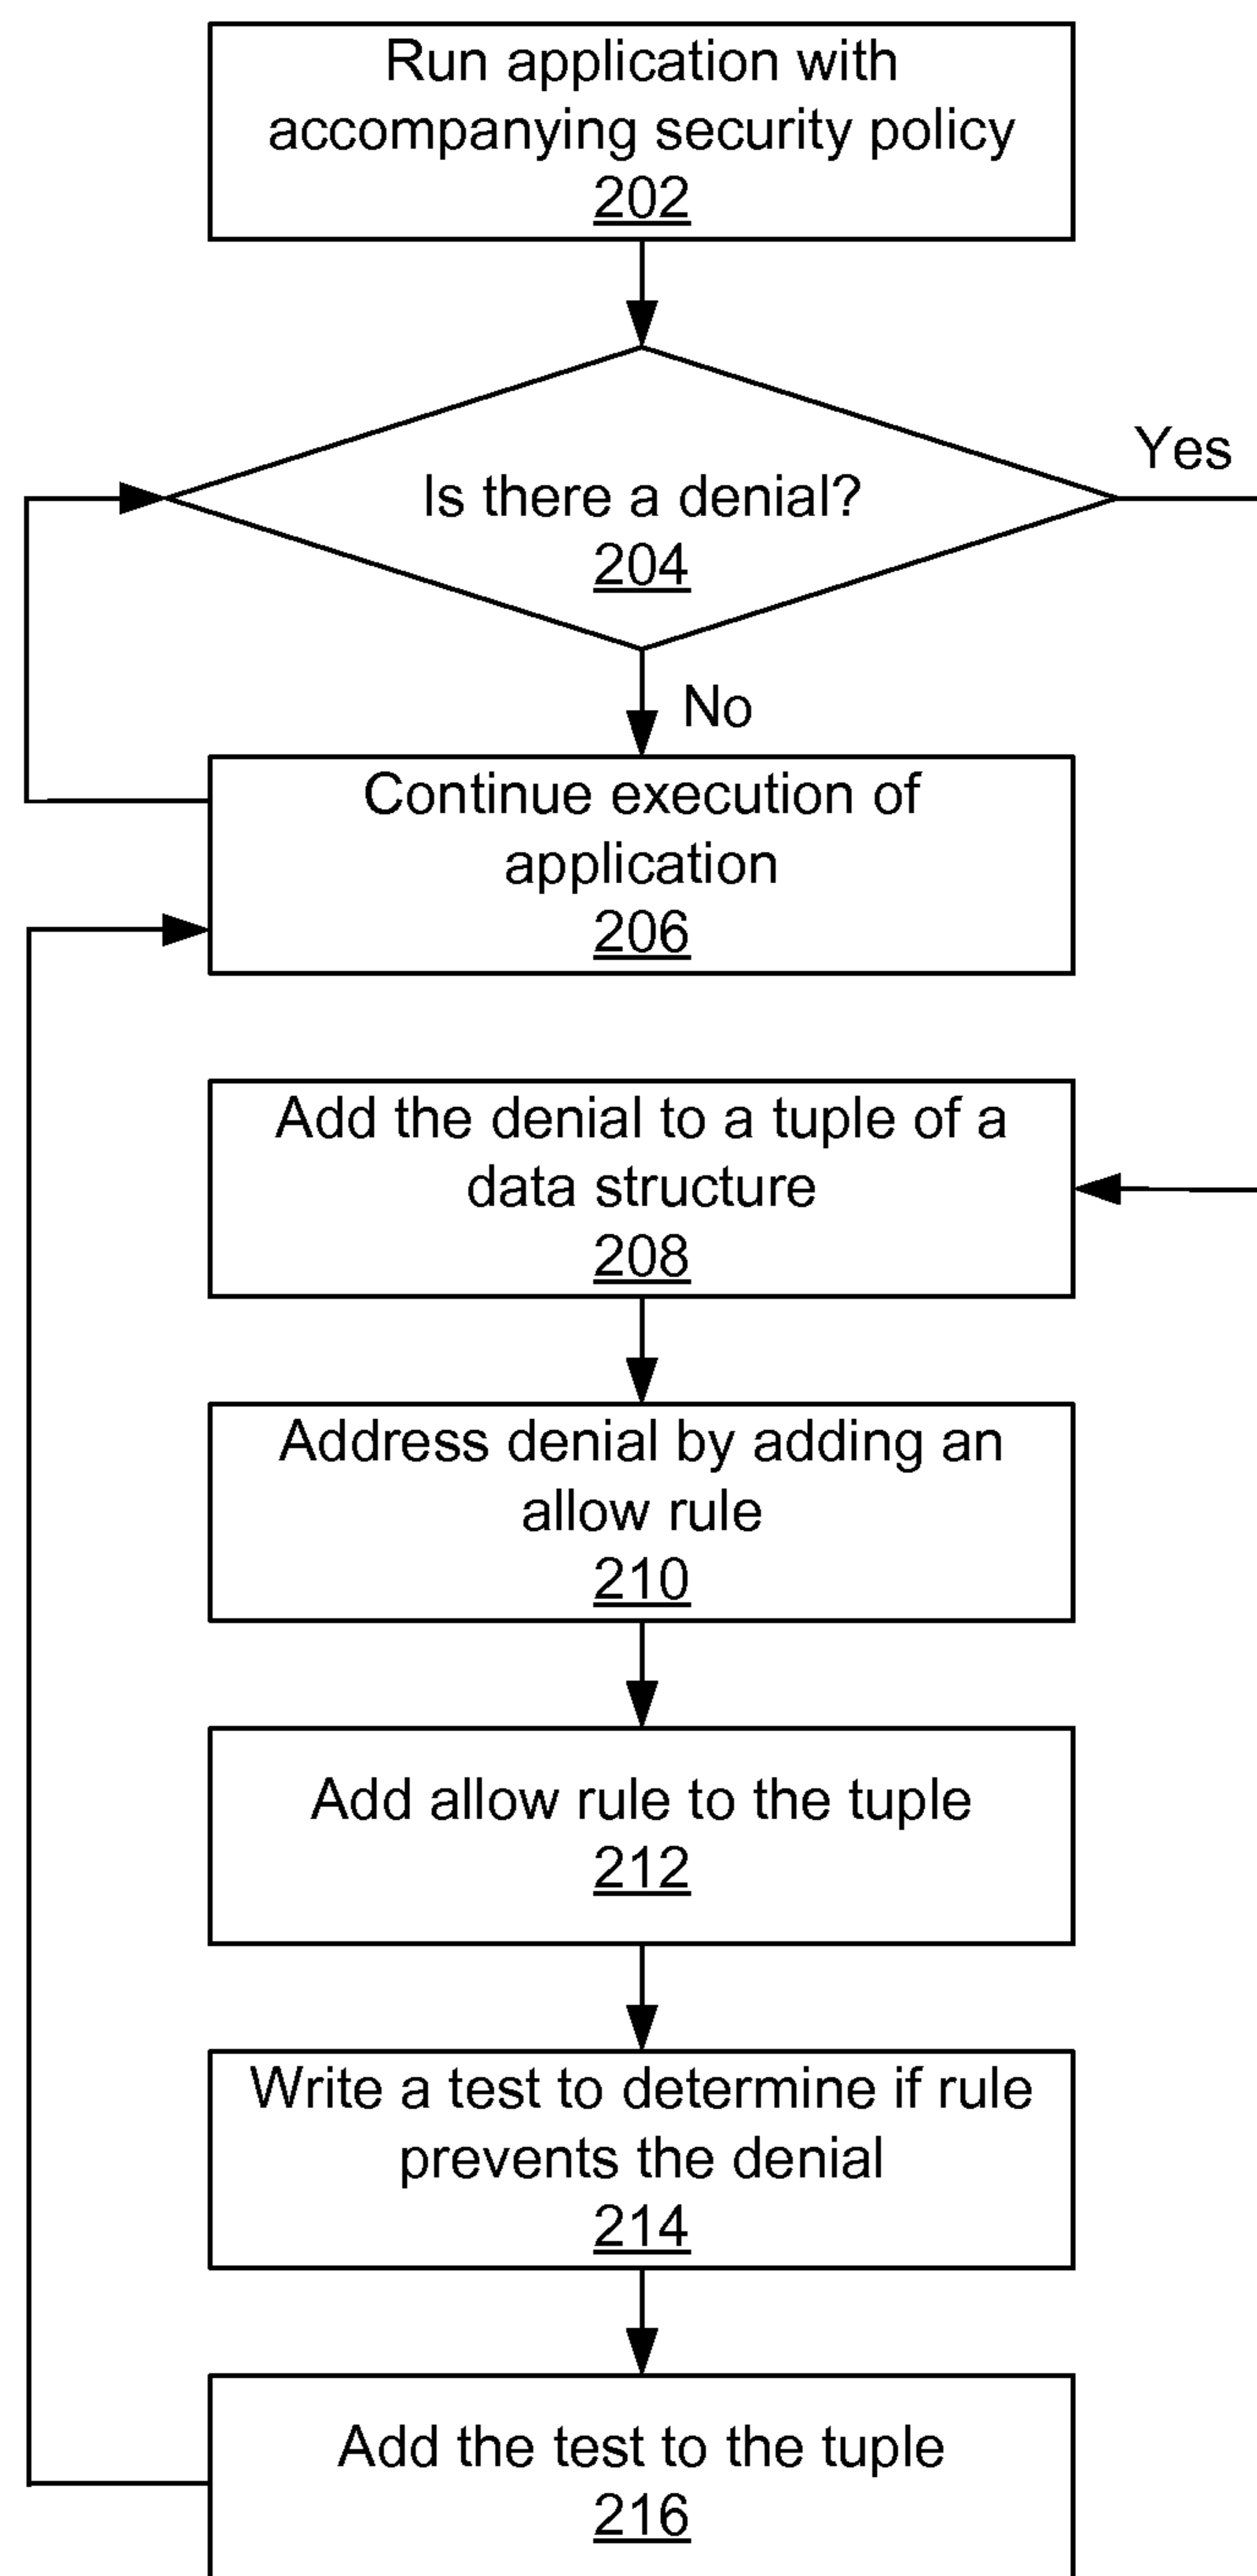 Run application with
accompanying security policy
202
Yes
Is there a denial?
204
No
Continue execution of
application
206
Add the denial to a tuple of a
data structure
208
Address denial by adding an
allow rule
210
Add allow rule to the tuple
212
Write a test to determine if rule
prevents the denial
214
Add the test to the tuple
216